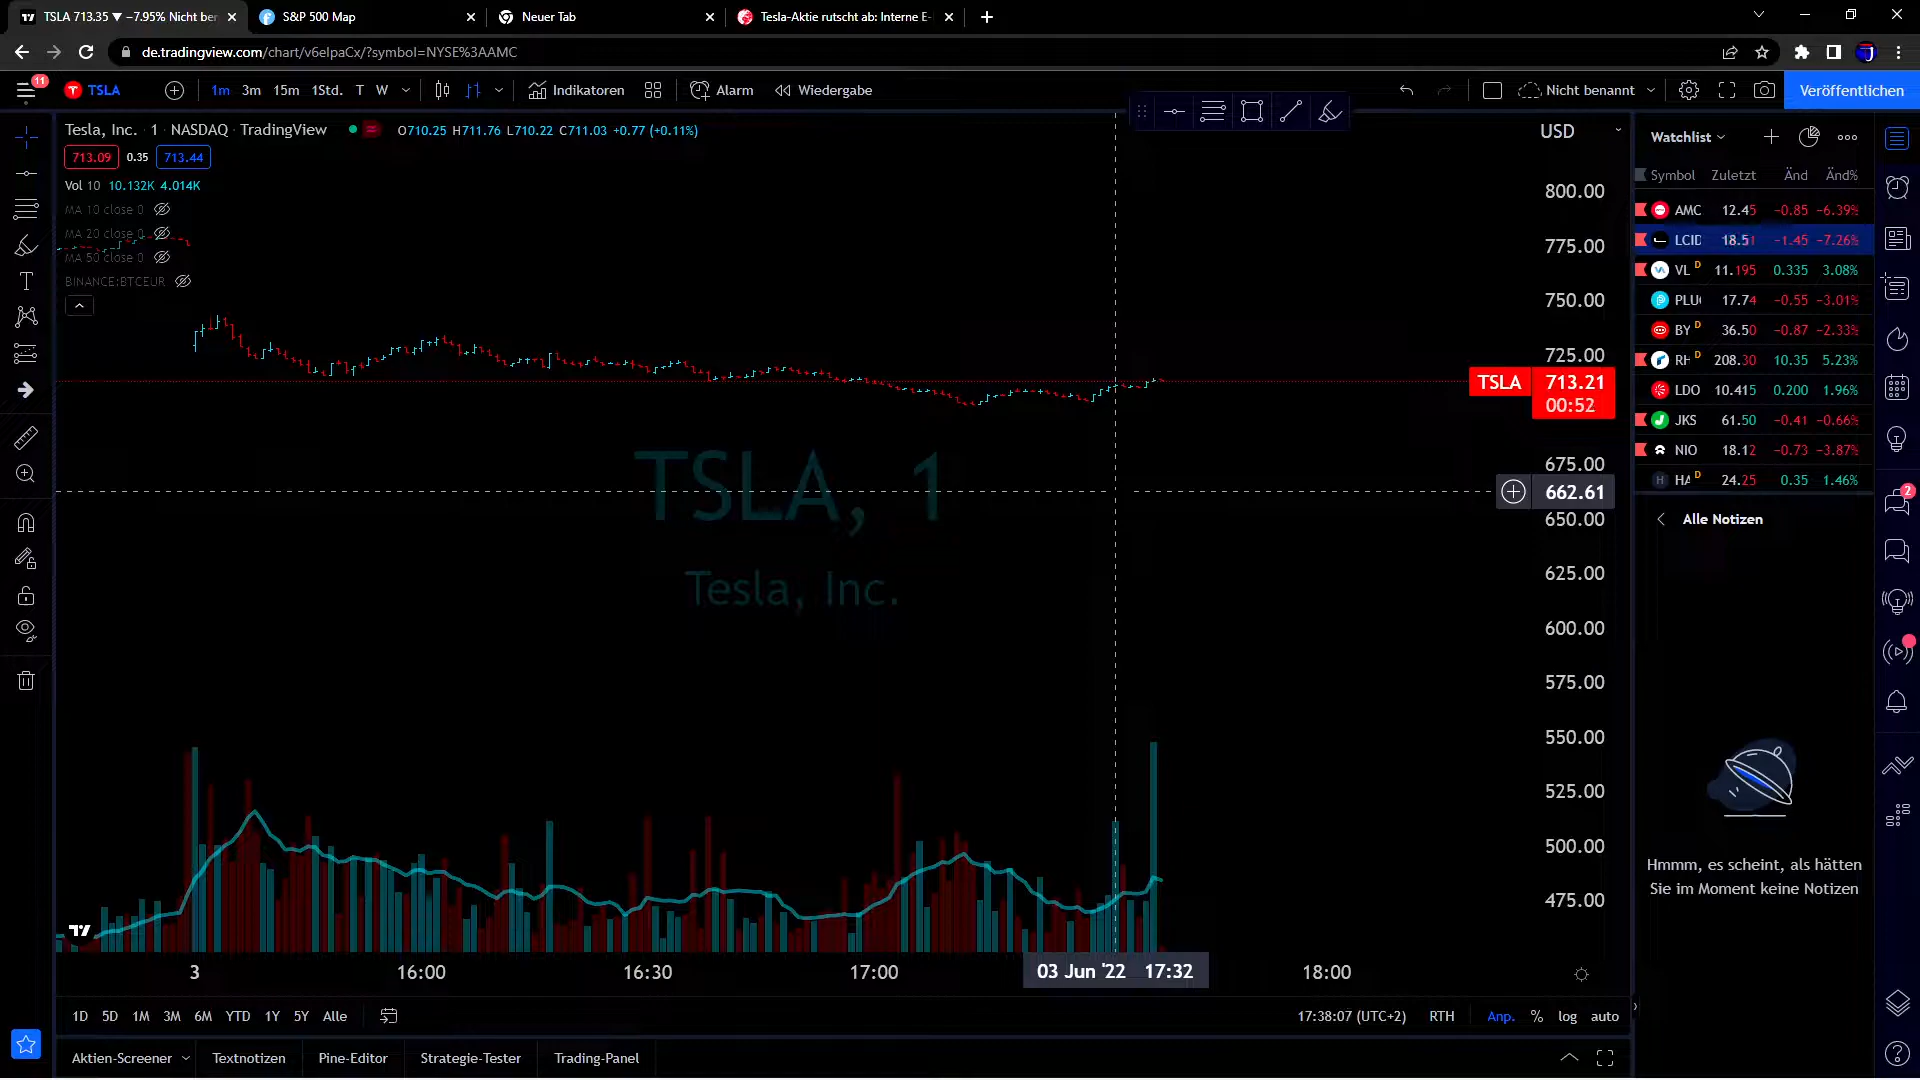 TSLA 713.35 ▼ −7.95% Nicht ber
S&P 500 Map
Neuer Tab
Tesla-Aktie rutscht ab: Interne E-
de.tradingview.com/chart/v6elpaCx/?symbol=NYSE%3AAMC
11
TSLA
1m 3m 15m 1Std. T W
Indikatoren
Alarm
Wiedergabe
Nicht benannt
Veröffentlichen
Tesla, Inc. · 1 · NASDAQ · TradingView
O710.25 H711.76 L710.22 C711.03 +0.77 (+0.11%)
713.09 0.35 713.44
Vol 10 10.132K 4.014K
MA 10 close 0
MA 20 close 0
MA 50 close 0
BINANCE:BTCEUR
TSLA, 1
Tesla, Inc.
USD
800.00
775.00
750.00
725.00
TSLA 713.21
00:52
675.00
662.61
650.00
625.00
600.00
575.00
550.00
525.00
500.00
475.00
3 16:00 16:30 17:00 03 Jun '22 17:32 18:00
1D 5D 1M 3M 6M YTD 1Y 5Y Alle
17:38:07 (UTC+2) RTH Anp. % log auto
Aktien-Screener Textnotizen Pine-Editor Strategie-Tester Trading-Panel
Watchlist
Symbol Zuletzt Änd Änd%
AMC 12.45 −0.85 −6.39%
LCID 18.51 −1.45 −7.26%
VL D 11.195 0.335 3.08%
PLU 17.74 −0.55 −3.01%
BY D 36.50 −0.87 −2.33%
RH D 208.30 10.35 5.23%
LDO 10.415 0.200 1.96%
JKS 61.50 −0.41 −0.66%
NIO 18.12 −0.73 −3.87%
HA D 24.25 0.35 1.46%
Alle Notizen
Hmmm, es scheint, als hätten
Sie im Moment keine Notizen
2